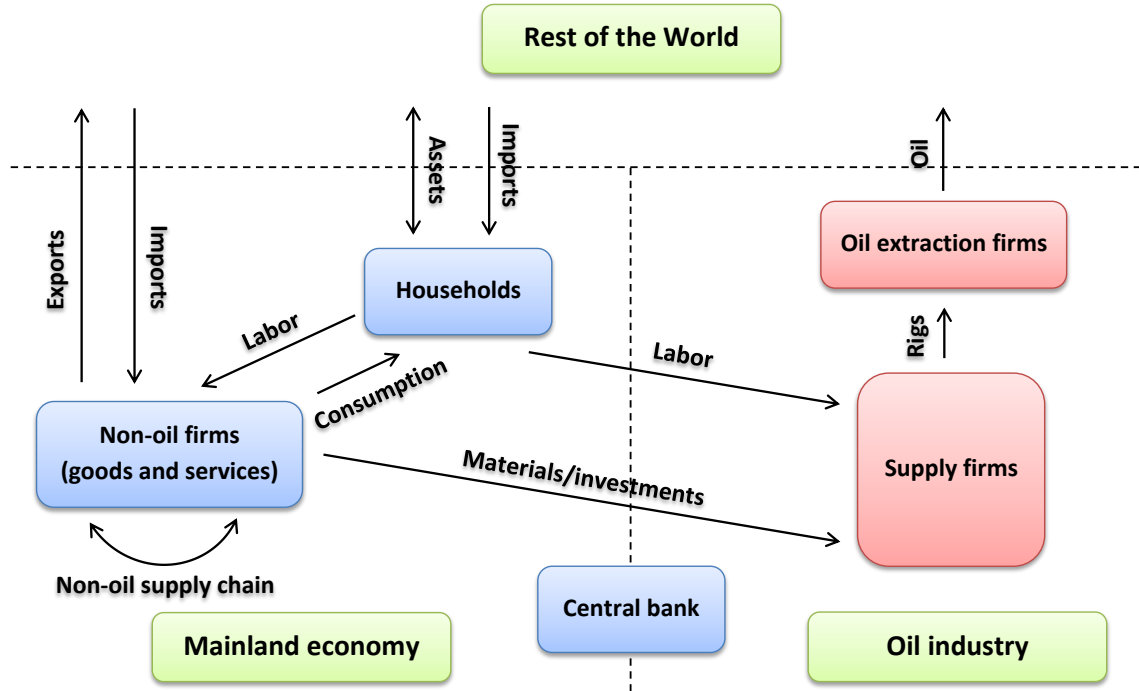 Rest of the World
Exports
Imports
Assets
Imports
Oil
Oil extraction firms
Households
Rigs
Labor
Labor
Consumption
Non-oil firms
(goods and services)
Materials/investments
Supply firms
Non-oil supply chain
Central bank
Mainland economy
Oil industry